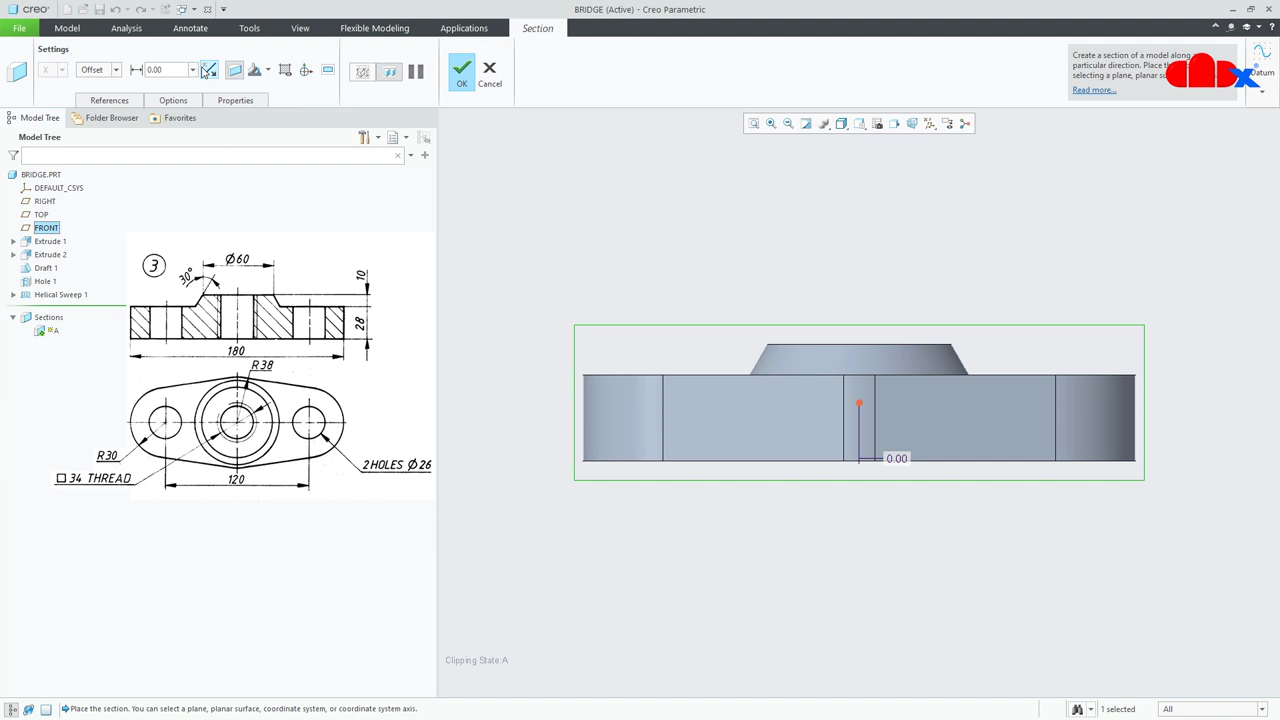 creo
BRIDGE (Active) - Creo Parametric
File Model Analysis Annotate Tools View Flexible Modeling Applications Section
Settings
X Offset 0.00
OK Cancel
References Options Properties
Create a section of a model along a
particular direction. Place the
selecting a plane, planar surface,
Read more...
Datum
Model Tree Folder Browser Favorites
Model Tree
BRIDGE.PRT
DEFAULT_CSYS
RIGHT
TOP
FRONT
Extrude 1
Extrude 2
Draft 1
Hole 1
Helical Sweep 1
Sections
A
3
Ø60
30°
10
28
180
R38
R30
2HOLES Ø26
□ 34 THREAD
120
0.00
Clipping State:A
Place the section. You can select a plane, planar surface, coordinate system, or coordinate system axis.
1 selected
All